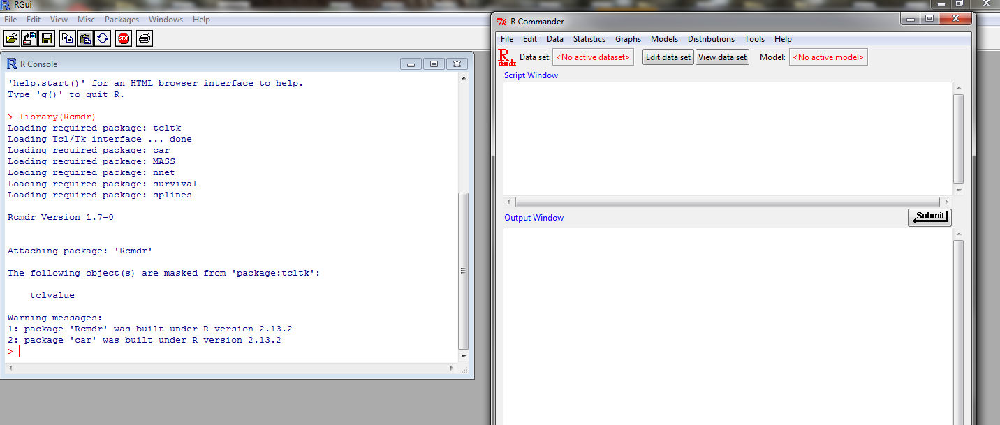 RGui
File Edit View Misc Packages Windows Help
STOP
R Console
'help.start()' for an HTML browser interface to help.
Type 'q()' to quit R.
> library(Rcmdr)
Loading required package: tcltk
Loading Tcl/Tk interface ... done
Loading required package: car
Loading required package: MASS
Loading required package: nnet
Loading required package: survival
Loading required package: splines
Rcmdr Version 1.7-0
Attaching package: 'Rcmdr'
The following object(s) are masked from 'package:tcltk':
tclvalue
Warning messages:
1: package 'Rcmdr' was built under R version 2.13.2
2: package 'car' was built under R version 2.13.2
>
R Commander
File Edit Data Statistics Graphs Models Distributions Tools Help
R cmdr Data set: <No active dataset> Edit data set View data set Model: <No active model>
Script Window
Output Window
Submit